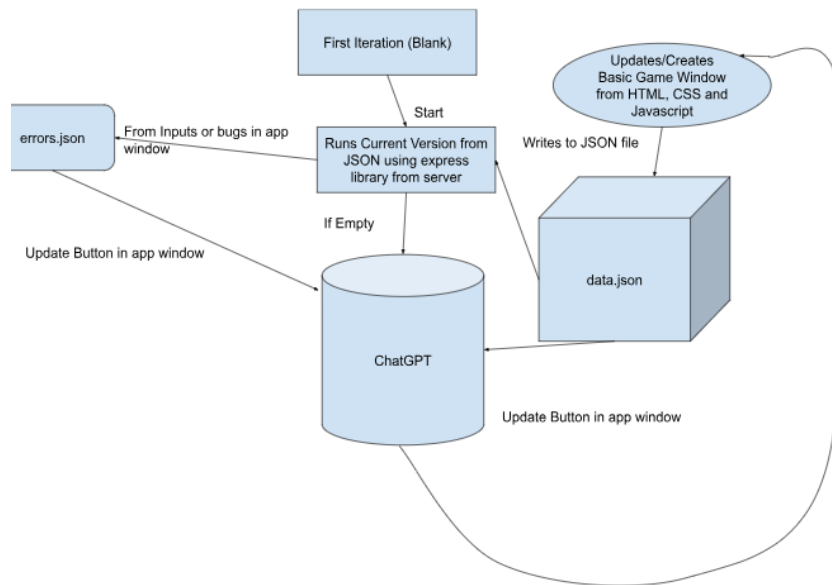 First Iteration (Blank)
Start
Updates/Creates
Basic Game Window
from HTML, CSS and
Javascript
errors.json
From Inputs or bugs in app
window
Runs Current Version from
JSON using express
library from server
Writes to JSON file
If Empty
Update Button in app window
data.json
ChatGPT
Update Button in app window